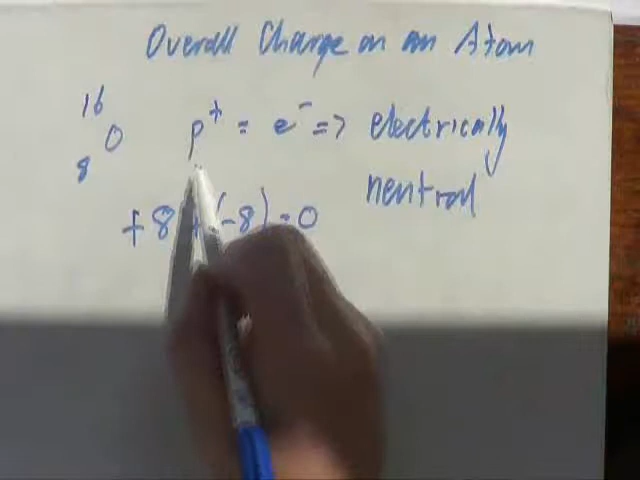 Overall Charge on an Atom
16
8 O p+ = e- => electrically
neutral
+8 + (-8) = 0